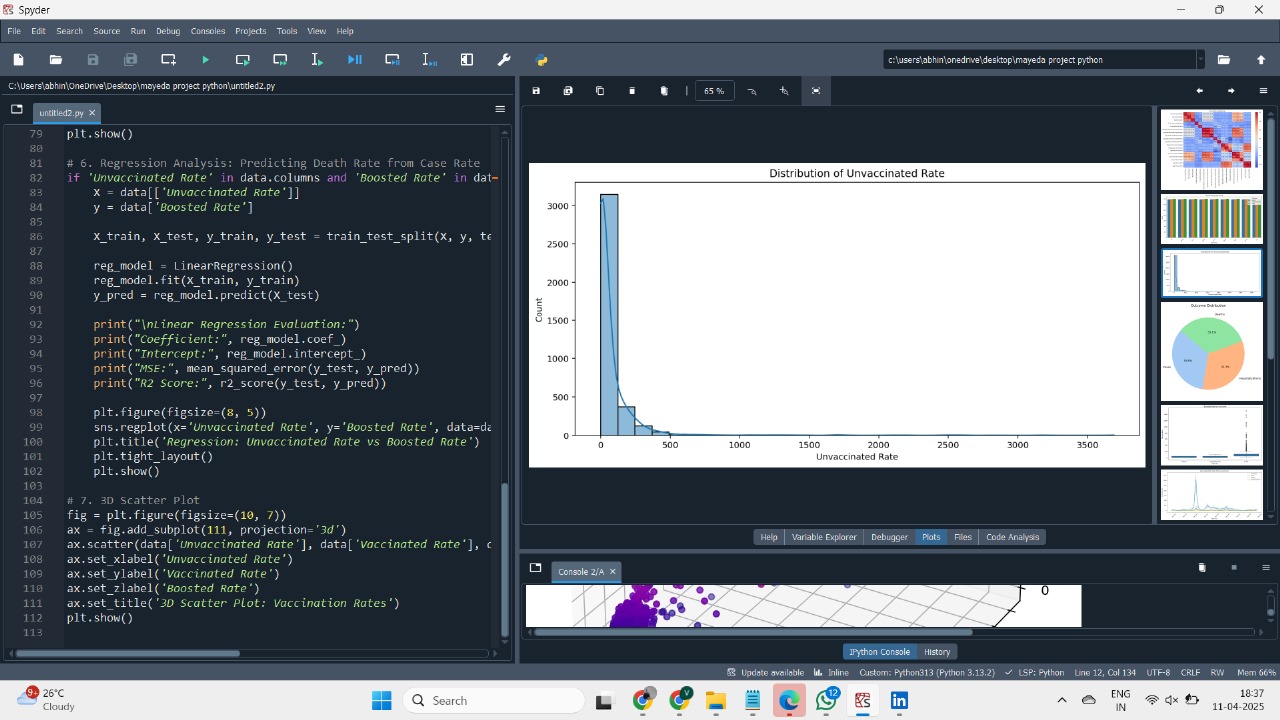 Spyder
File Edit Search Source Run Debug Consoles Projects Tools View Help
c:\users\abhin\onedrive\desktop\mayeda project python
C:\Users\abhin\OneDrive\Desktop\mayeda project python\untitled2.py
untitled2.py
79 plt.show()
80
81 # 6. Regression Analysis: Predicting Death Rate from Case Rate
82 if 'Unvaccinated Rate' in data.columns and 'Boosted Rate' in dat
83 X = data[['Unvaccinated Rate']]
84 y = data['Boosted Rate']
85
86 X_train, X_test, y_train, y_test = train_test_split(X, y, te
87
88 reg_model = LinearRegression()
89 reg_model.fit(X_train, y_train)
90 y_pred = reg_model.predict(X_test)
91
92 print("\nLinear Regression Evaluation:")
93 print("Coefficient:", reg_model.coef_)
94 print("Intercept:", reg_model.intercept_)
95 print("MSE:", mean_squared_error(y_test, y_pred))
96 print("R2 Score:", r2_score(y_test, y_pred))
97
98 plt.figure(figsize=(8, 5))
99 sns.regplot(x='Unvaccinated Rate', y='Boosted Rate', data=da
100 plt.title('Regression: Unvaccinated Rate vs Boosted Rate')
101 plt.tight_layout()
102 plt.show()
103
104 # 7. 3D Scatter Plot
105 fig = plt.figure(figsize=(10, 7))
106 ax = fig.add_subplot(111, projection='3d')
107 ax.scatter(data['Unvaccinated Rate'], data['Vaccinated Rate'], c
108 ax.set_xlabel('Unvaccinated Rate')
109 ax.set_ylabel('Vaccinated Rate')
110 ax.set_zlabel('Boosted Rate')
111 ax.set_title('3D Scatter Plot: Vaccination Rates')
112 plt.show()
113
65 %
Distribution of Unvaccinated Rate
3000
2500
2000
1500
1000
500
0
Count
0 500 1000 1500 2000 2500 3000 3500
Unvaccinated Rate
Help Variable Explorer Debugger Plots Files Code Analysis
Console 2/A
0
IPython Console History
Update available Inline Custom: Python313 (Python 3.13.2) LSP: Python Line 12, Col 134 UTF-8 CRLF RW Mem 66%
9+
26°C
Cloudy
Search
V
12
ENG
IN
18:37
11-04-2025